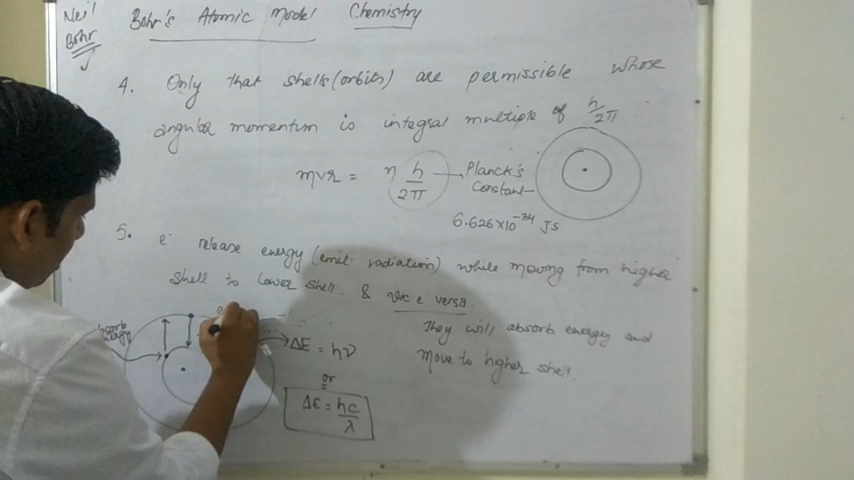 Neil Bohr's Atomic Model Chemistry
Bohr
4. Only that shells (orbits) are permissible whose
angular momentum is integral multiple of h/2π
mvr = n h/2π → Planck's
Constant
6.626×10⁻³⁴ Js
5. e⁻ release energy (emit radiation) while moving from higher
shell to lower shell. & vice versa.
They will absorb energy and
move to higher shell.
absorb
energy
ΔE = hν
or
ΔE = hc/λ